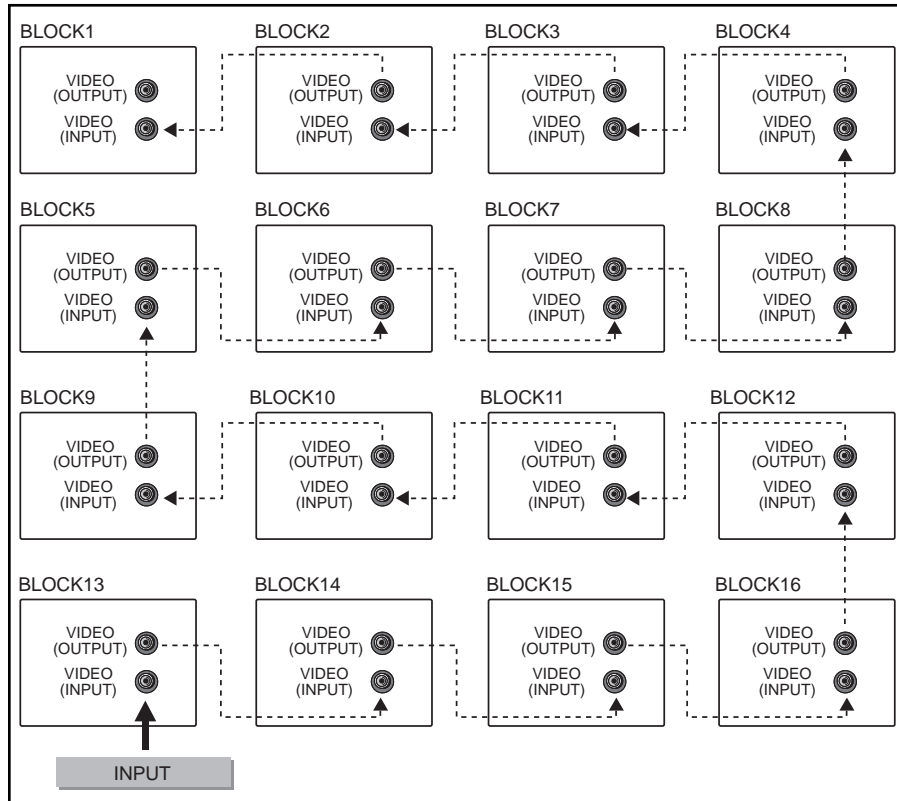 BLOCK1 BLOCK2 BLOCK3 BLOCK4
VIDEO VIDEO VIDEO VIDEO
(OUTPUT) (OUTPUT) (OUTPUT) (OUTPUT)
VIDEO VIDEO VIDEO VIDEO
(INPUT) (INPUT) (INPUT) (INPUT)
BLOCK5 BLOCK6 BLOCK7 BLOCK8
VIDEO VIDEO VIDEO VIDEO
(OUTPUT) (OUTPUT) (OUTPUT) (OUTPUT)
VIDEO VIDEO VIDEO VIDEO
(INPUT) (INPUT) (INPUT) (INPUT)
BLOCK9 BLOCK10 BLOCK11 BLOCK12
VIDEO VIDEO VIDEO VIDEO
(OUTPUT) (OUTPUT) (OUTPUT) (OUTPUT)
VIDEO VIDEO VIDEO VIDEO
(INPUT) (INPUT) (INPUT) (INPUT)
BLOCK13 BLOCK14 BLOCK15 BLOCK16
VIDEO VIDEO VIDEO VIDEO
(OUTPUT) (OUTPUT) (OUTPUT) (OUTPUT)
VIDEO VIDEO VIDEO VIDEO
(INPUT) (INPUT) (INPUT) (INPUT)
INPUT